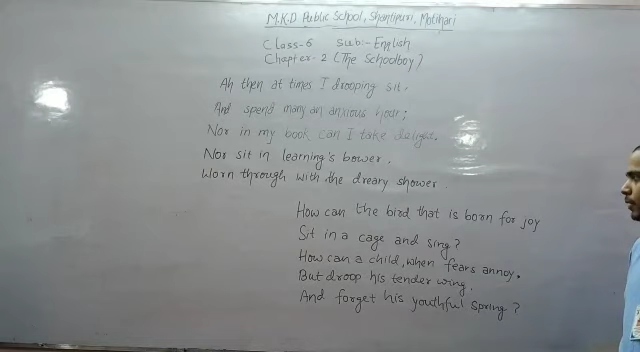 M.K.D Public School, Shantipuri, Motihari
Class-6 Sub:- English
Chapter-2 (The Schoolboy)
Ah then at times I drooping sit,
And spend many an anxious hour;
Nor in my book can I take delight.
Nor sit in learning's bower,
Worn through with the dreary shower.
How can the bird that is born for joy
Sit in a cage and sing?
How can a child, when fears annoy.
But droop his tender wing,
And forget his youthful spring?